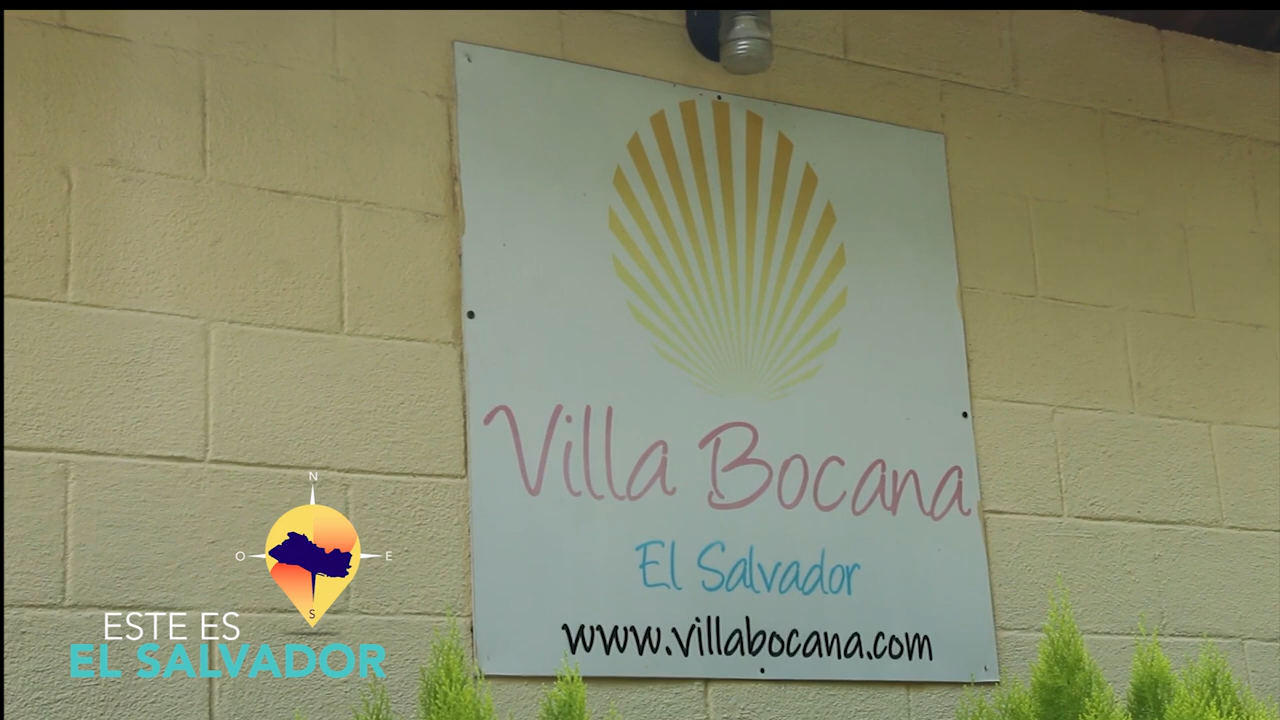 Villa Bocana
El Salvador
www.villabocana.com
N
O E
S
ESTE ES
EL SALVADOR